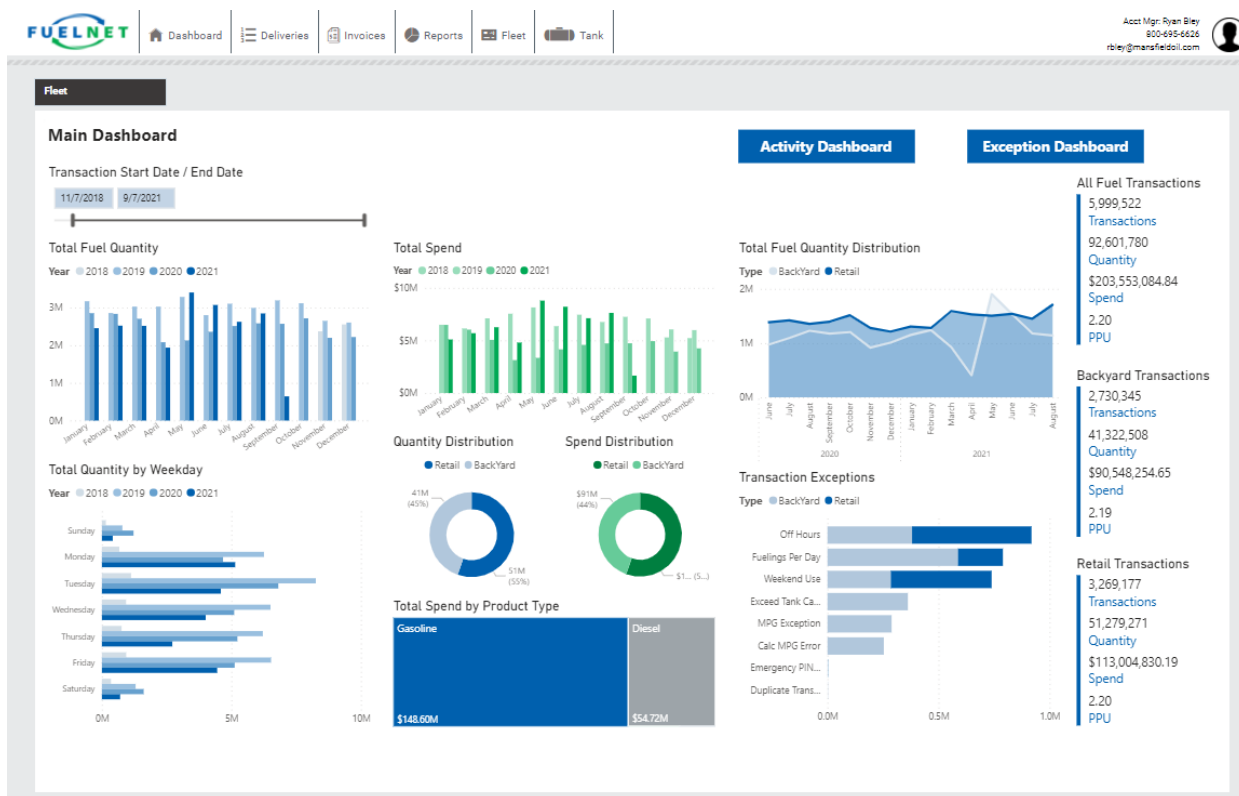 FUELNET
Dashboard
Deliveries
Invoices
Reports
Fleet
Tank
Acct Mgr: Ryan Bley
800-695-6626
rbley@mansfieldoil.com
Fleet
Main Dashboard
Activity Dashboard
Exception Dashboard
Transaction Start Date / End Date
11/7/2018 9/7/2021
Total Fuel Quantity
Year 2018 2019 2020 2021
3M
2M
1M
0M
January February March April May June July August September October November December
Total Spend
Year 2018 2019 2020 2021
$10M
$5M
$0M
January February March April May June July August September October November December
Total Fuel Quantity Distribution
Type BackYard Retail
2M
1M
0M
June July August September October November December January February March April May June July August
2020 2021
Total Quantity by Weekday
Year 2018 2019 2020 2021
Sunday
Monday
Tuesday
Wednesday
Thursday
Friday
Saturday
0M 5M 10M
Quantity Distribution
Retail BackYard
41M
(45%)
51M
(55%)
Spend Distribution
Retail BackYard
$91M
(44%)
$1... (5...)
Total Spend by Product Type
Gasoline
$148.60M
Diesel
$54.72M
Transaction Exceptions
Type BackYard Retail
Off Hours
Fuelings Per Day
Weekend Use
Exceed Tank Ca...
MPG Exception
Calc MPG Error
Emergency PIN...
Duplicate Trans...
0.0M 0.5M 1.0M
All Fuel Transactions
5,999,522
Transactions
92,601,780
Quantity
$203,553,084.84
Spend
2.20
PPU
Backyard Transactions
2,730,345
Transactions
41,322,508
Quantity
$90,548,254.65
Spend
2.19
PPU
Retail Transactions
3,269,177
Transactions
51,279,271
Quantity
$113,004,830.19
Spend
2.20
PPU